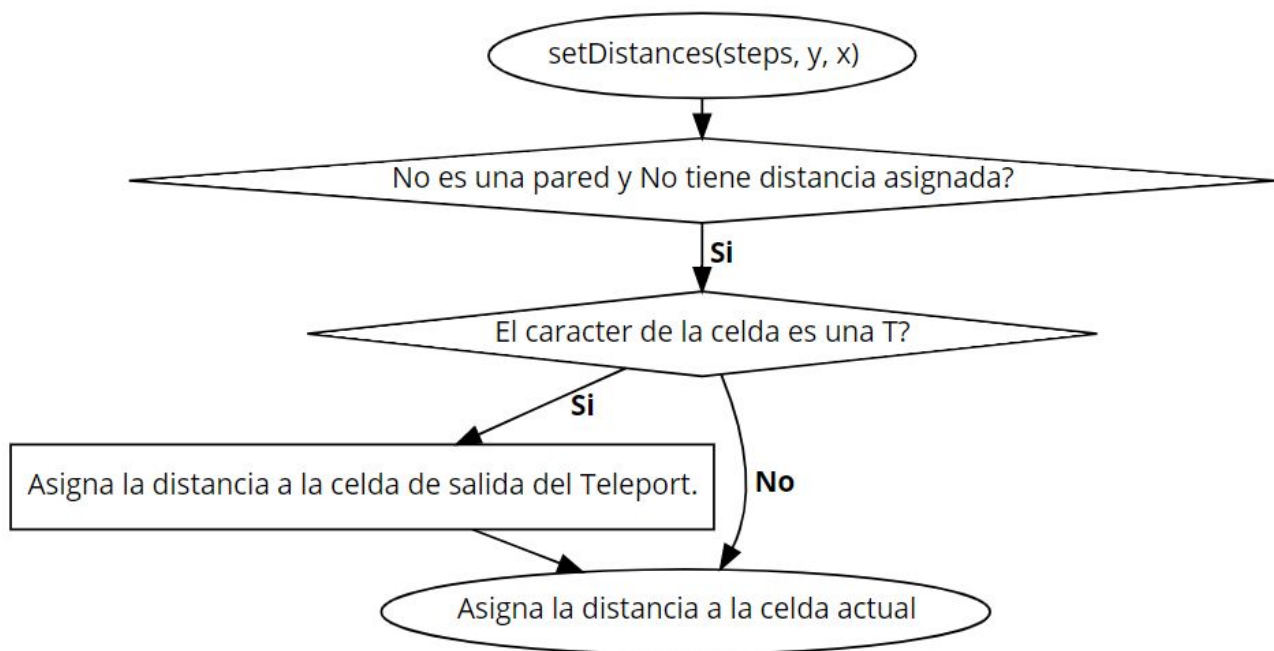 setDistances(steps, y, x)
No es una pared y No tiene distancia asignada?
Si
El caracter de la celda es una T?
Si
Asigna la distancia a la celda de salida del Teleport.
No
Asigna la distancia a la celda actual